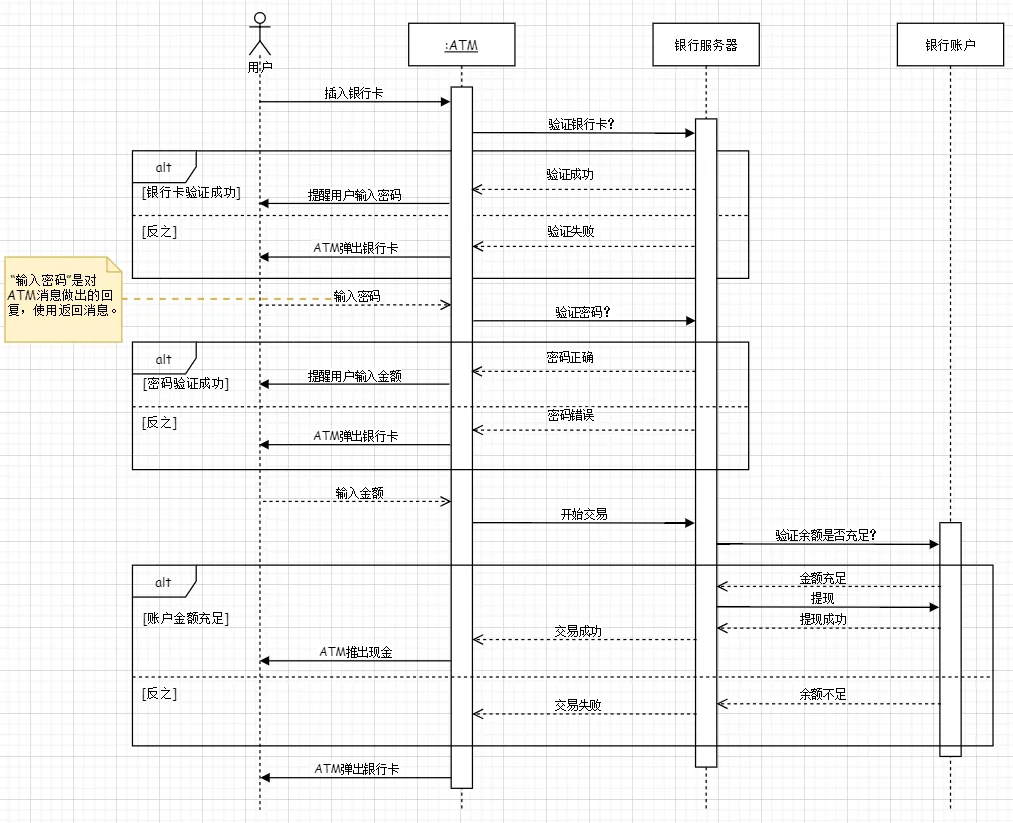 用户
:ATM
银行服务器
银行账户
插入银行卡
验证银行卡?
alt
验证成功
[银行卡验证成功]
提醒用户输入密码
[反之]
验证失败
ATM弹出银行卡
“输入密码”是对
ATM消息做出的回
复，使用返回消息。
输入密码
验证密码?
alt
密码正确
[密码验证成功]
提醒用户输入金额
[反之]
密码错误
ATM弹出银行卡
输入金额
开始交易
验证余额是否充足?
alt
金额充足
提现
[账户金额充足]
提现成功
交易成功
ATM推出现金
[反之]
余额不足
交易失败
ATM弹出银行卡